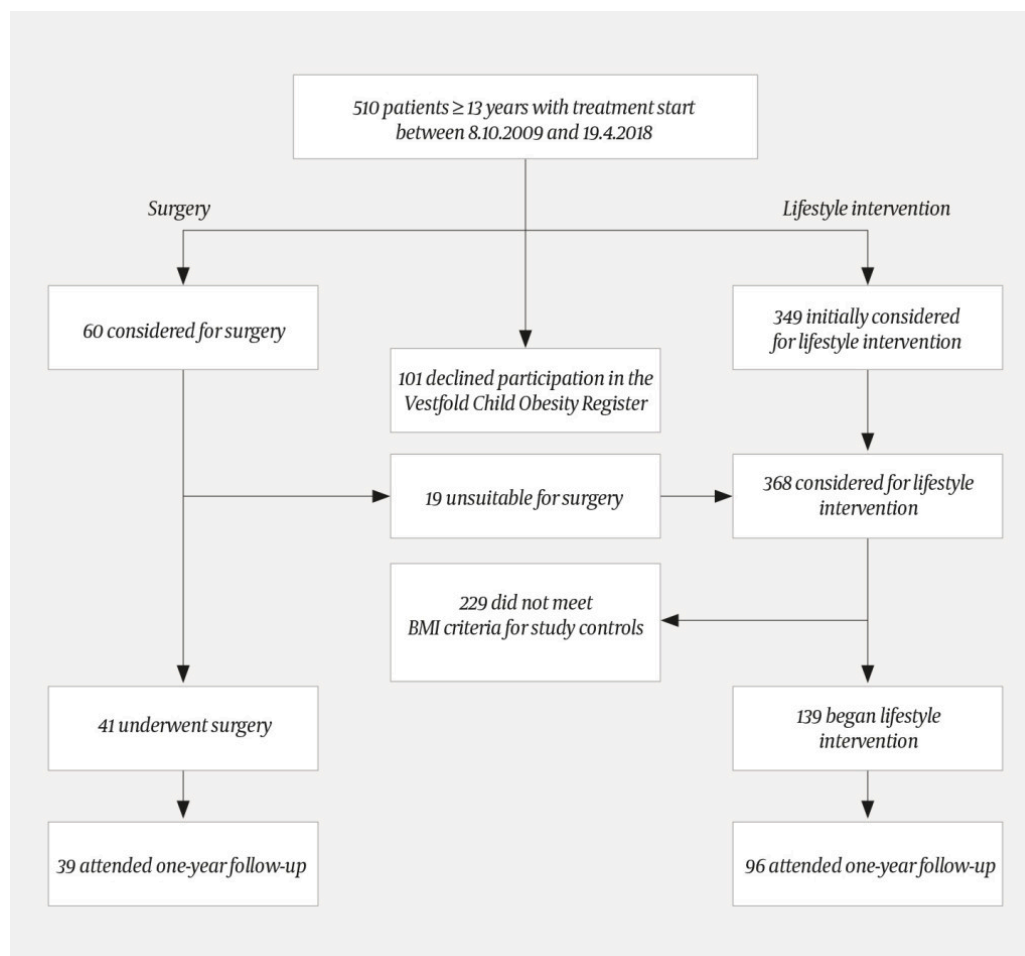 510 patients ≥ 13 years with treatment start
between 8.10.2009 and 19.4.2018
Surgery
Lifestyle intervention
60 considered for surgery
349 initially considered
for lifestyle intervention
101 declined participation in the
Vestfold Child Obesity Register
19 unsuitable for surgery
368 considered for lifestyle
intervention
229 did not meet
BMI criteria for study controls
41 underwent surgery
139 began lifestyle
intervention
39 attended one-year follow-up
96 attended one-year follow-up